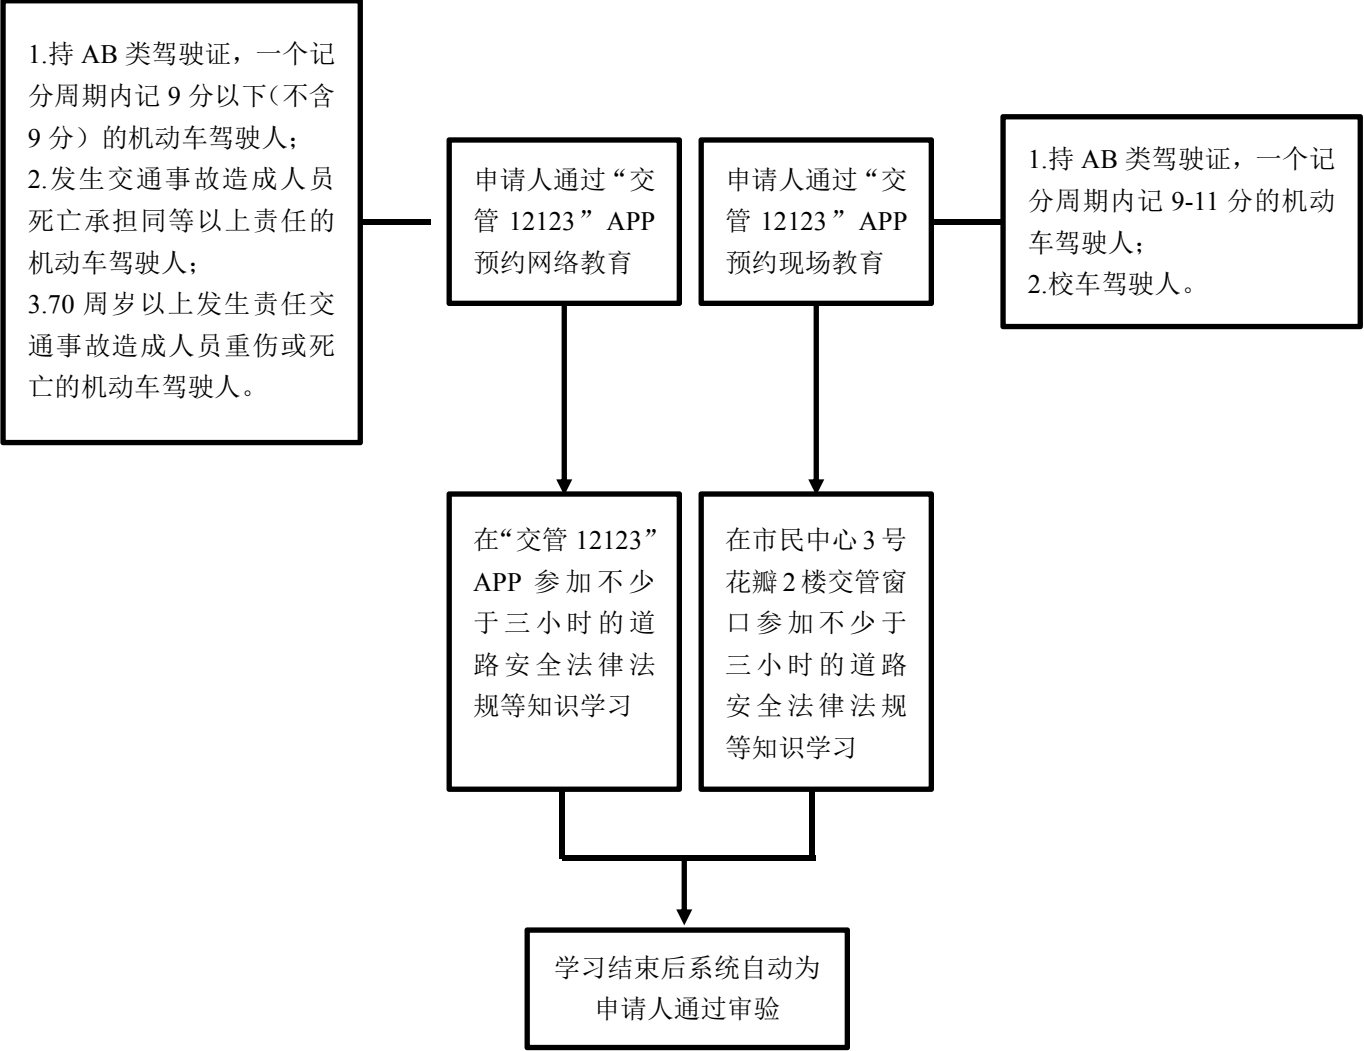 1.持 AB 类驾驶证，一个记
分周期内记 9 分以下（不含
9 分）的机动车驾驶人；
2.发生交通事故造成人员
死亡承担同等以上责任的
机动车驾驶人；
3.70 周岁以上发生责任交
通事故造成人员重伤或死
亡的机动车驾驶人。
申请人通过“交
管 12123”APP
预约网络教育
申请人通过“交
管 12123”APP
预约现场教育
1.持 AB 类驾驶证，一个记
分周期内记 9-11 分的机动
车驾驶人；
2.校车驾驶人。
在“交管 12123”
APP 参加不少
于三小时的道
路安全法律法
规等知识学习
在市民中心 3 号
花瓣 2 楼交管窗
口参加不少于
三小时的道路
安全法律法规
等知识学习
学习结束后系统自动为
申请人通过审验